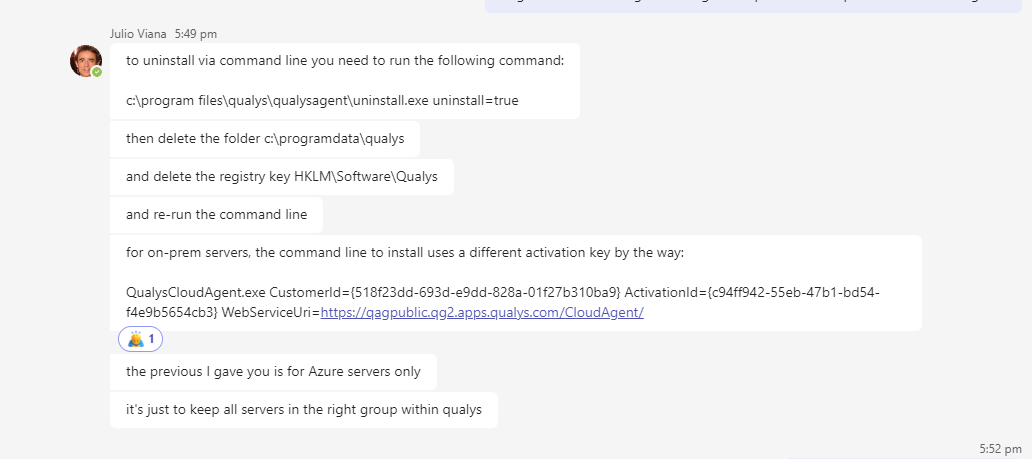 Julio Viana 5:49 pm
to uninstall via command line you need to run the following command:
c:\program files\qualys\qualysagent\uninstall.exe uninstall=true
then delete the folder c:\programdata\qualys
and delete the registry key HKLM\Software\Qualys
and re-run the command line
for on-prem servers, the command line to install uses a different activation key by the way:
QualysCloudAgent.exe CustomerId={518f23dd-693d-e9dd-828a-01f27b310ba9} ActivationId={c94ff942-55eb-47b1-bd54-
f4e9b5654cb3} WebServiceUri=https://qagpublic.qg2.apps.qualys.com/CloudAgent/
1
the previous I gave you is for Azure servers only
it's just to keep all servers in the right group within qualys
5:52 pm